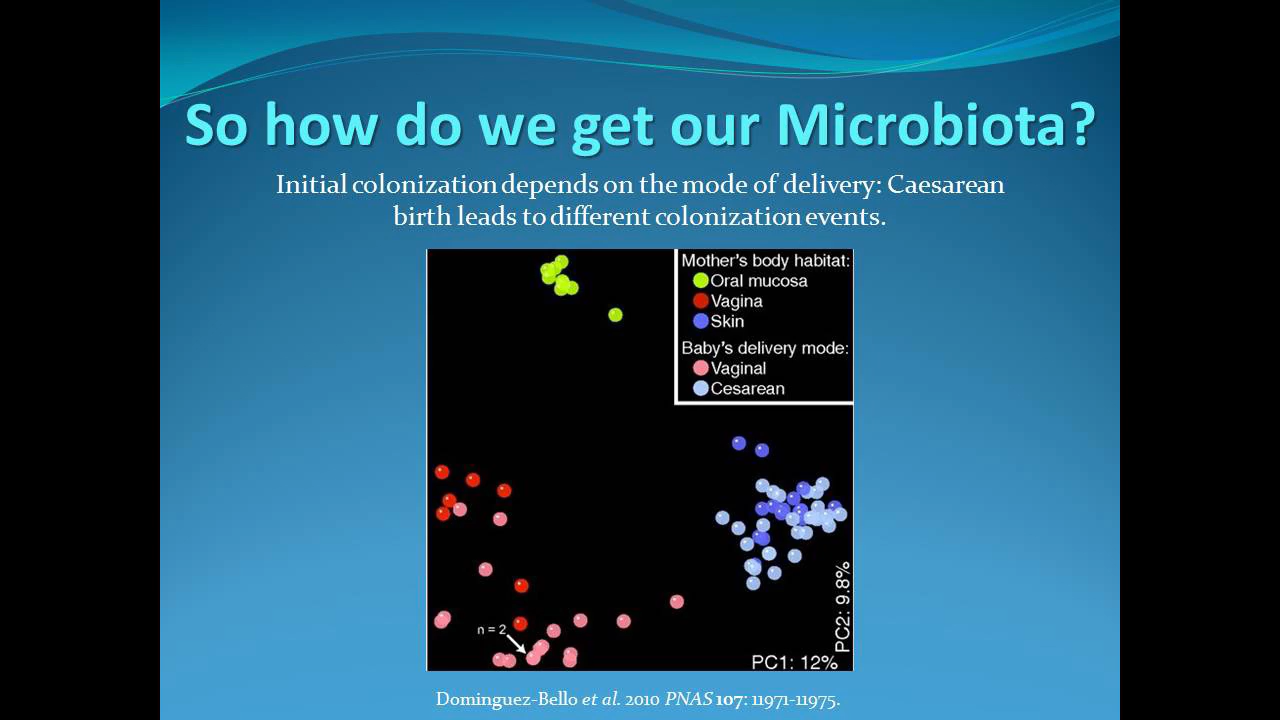 So how do we get our Microbiota?
Initial colonization depends on the mode of delivery: Caesarean
birth leads to different colonization events.
Mother's body habitat:
Oral mucosa
Vagina
Skin
Baby's delivery mode:
Vaginal
Cesarean
n = 2
PC2: 9.8%
PC1: 12%
Dominguez-Bello et al. 2010 PNAS 107: 11971-11975.